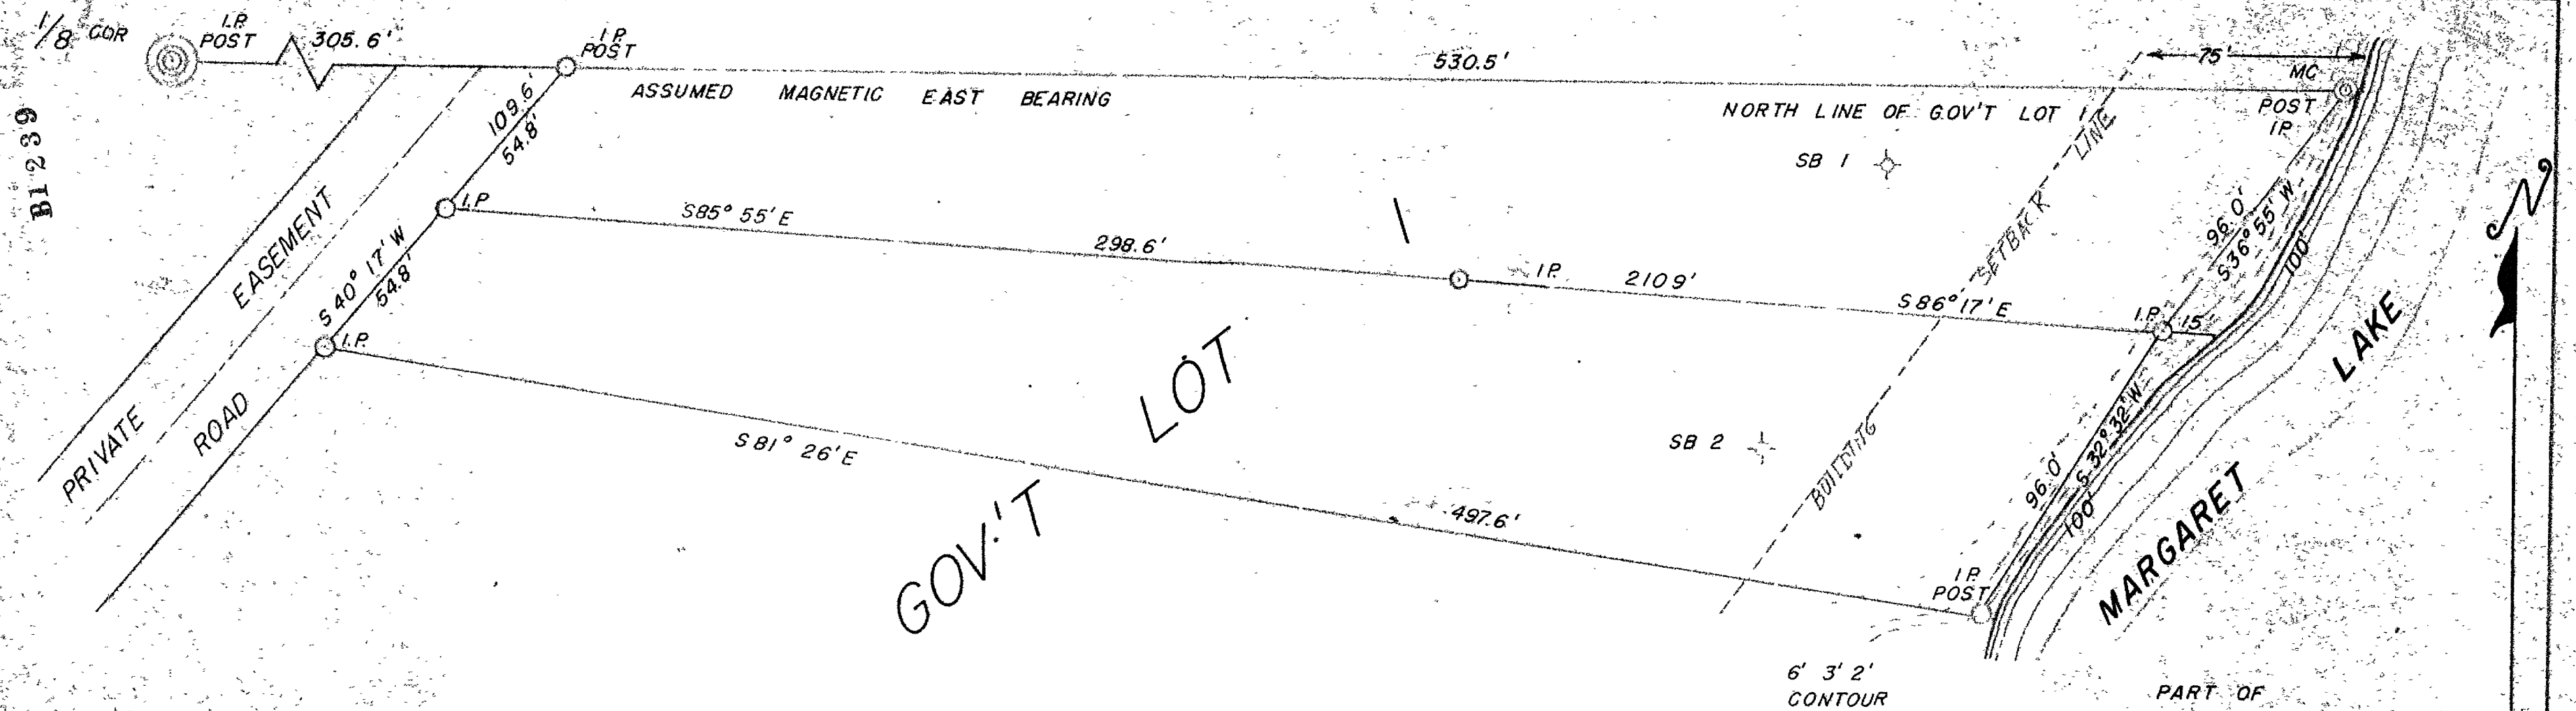 1/8 COR
I.P.
POST
305.6'
I.P.
POST
530.5'
75'
MC
POST
I.P.
ASSUMED MAGNETIC EAST BEARING
NORTH LINE OF GOV'T LOT 1
B1239
109.6'
54.8'
SB 1
I.P.
S85° 55' E
298.6'
1
I.P.
210 9'
S86° 17' E
I.P.
15'
96.0'
S36° 55' W
100'
N
S 40° 17' W
54.8'
I.P.
PRIVATE ROAD
EASEMENT
S 81° 26' E
497.6'
GOV'T LOT
SB 2
BUILDING SETBACK LINE
96.0'
S 32° 32' W
100'
MARGARET LAKE
I.P.
POST
6' 3' 2'
CONTOUR
PART OF